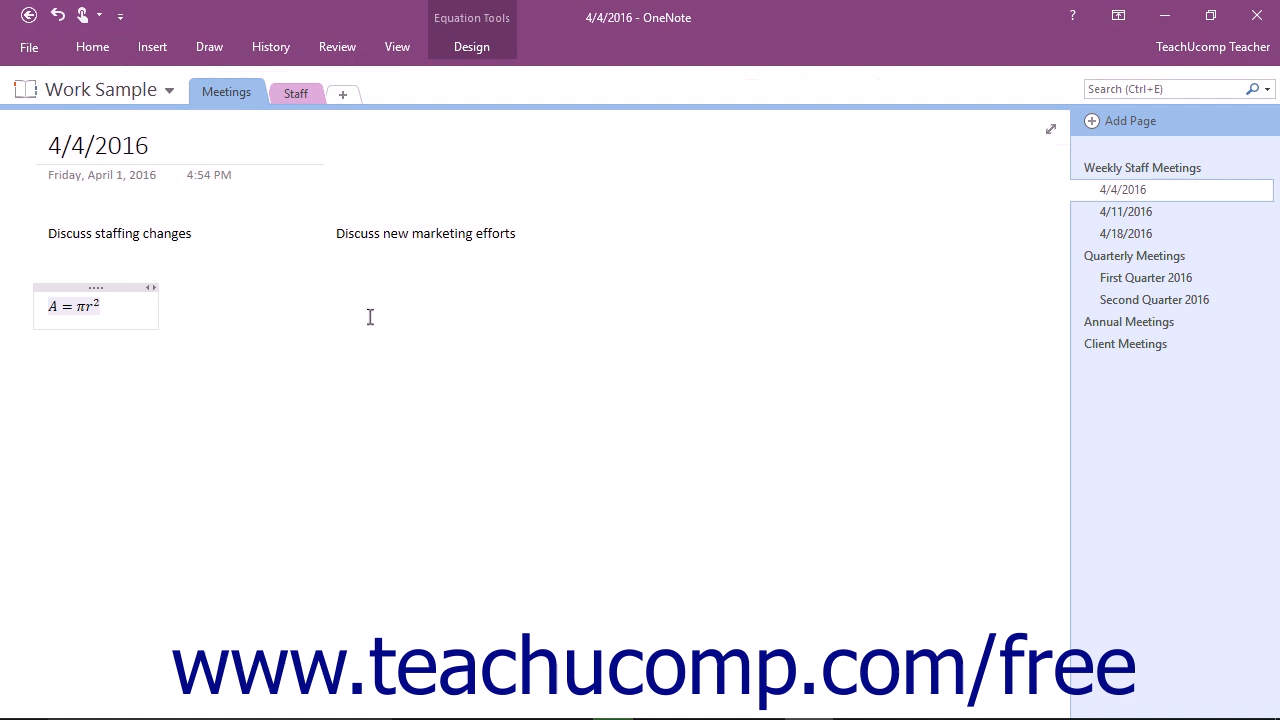 Equation Tools
4/4/2016 - OneNote
?
File Home Insert Draw History Review View Design
TeachUcomp Teacher
Work Sample Meetings Staff +
Search (Ctrl+E)
4/4/2016
Friday, April 1, 2016 4:54 PM
Discuss staffing changes Discuss new marketing efforts
A = πr²
Add Page
Weekly Staff Meetings
4/4/2016
4/11/2016
4/18/2016
Quarterly Meetings
First Quarter 2016
Second Quarter 2016
Annual Meetings
Client Meetings
www.teachucomp.com/free